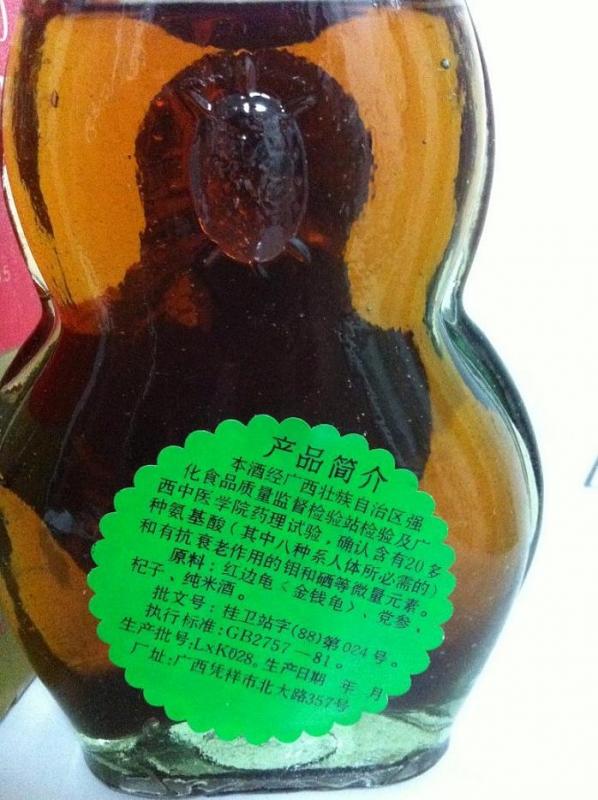 产品简介
本酒经广西壮族自治区强
化食品质量监督检验站检验及广
西中医学院药理试验，确认含有20多
种氨基酸（其中八种系人体所必需的）
和有抗衰老作用的钼和硒等微量元素。
原料：红边龟〈金钱龟〉、党参、
杞子、纯米酒。
批文号：桂卫站字(88)第024号。
执行标准：GB2757—81。
生产批号：LxK028。生产日期 年 月
厂址：广西凭祥市北大路357号